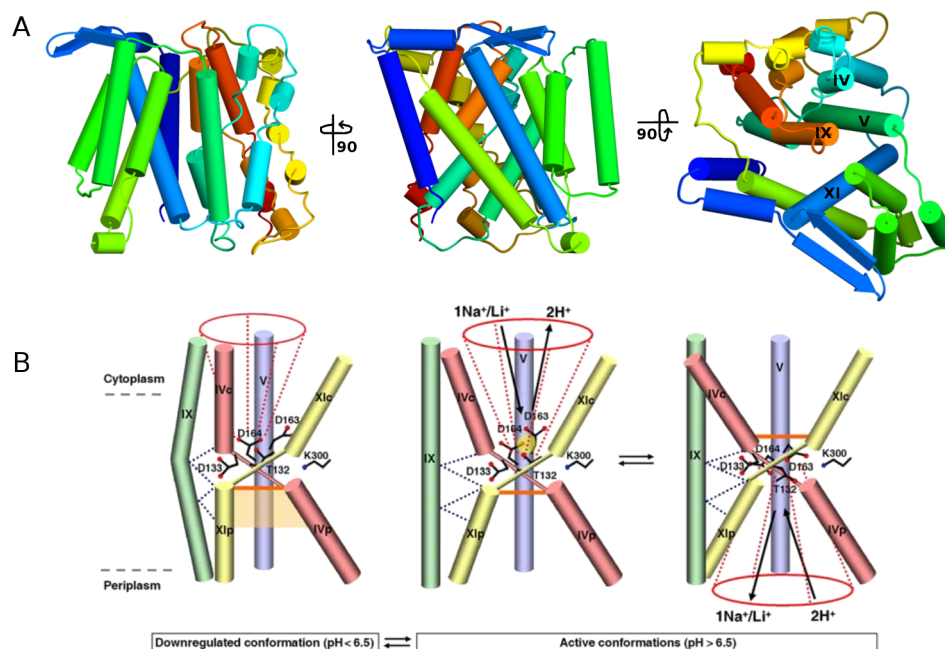 A
90
90
IV
V
IX
XI
B
1Na⁺/Li⁺ 2H⁺
Cytoplasm
IX
IVc
V
XIc
D164
D163
D133
T132
K300
XIp
IVp
Periplasm
IX
IVc
V
XIc
D163
D164
D133
T132
K300
XIp
IVp
IX
IVc
V
XIc
D164
K300
D133
D163
T132
XIp
IVp
1Na⁺/Li⁺ 2H⁺
Downregulated conformation (pH < 6.5)
Active conformations (pH > 6.5)